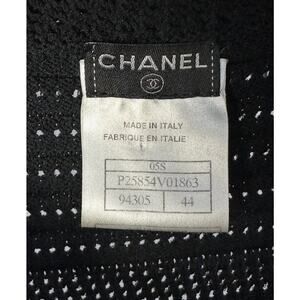 CHANEL
MADE IN ITALY
FABRIQUE EN ITALIE
05S
P25854V01863
94305 44